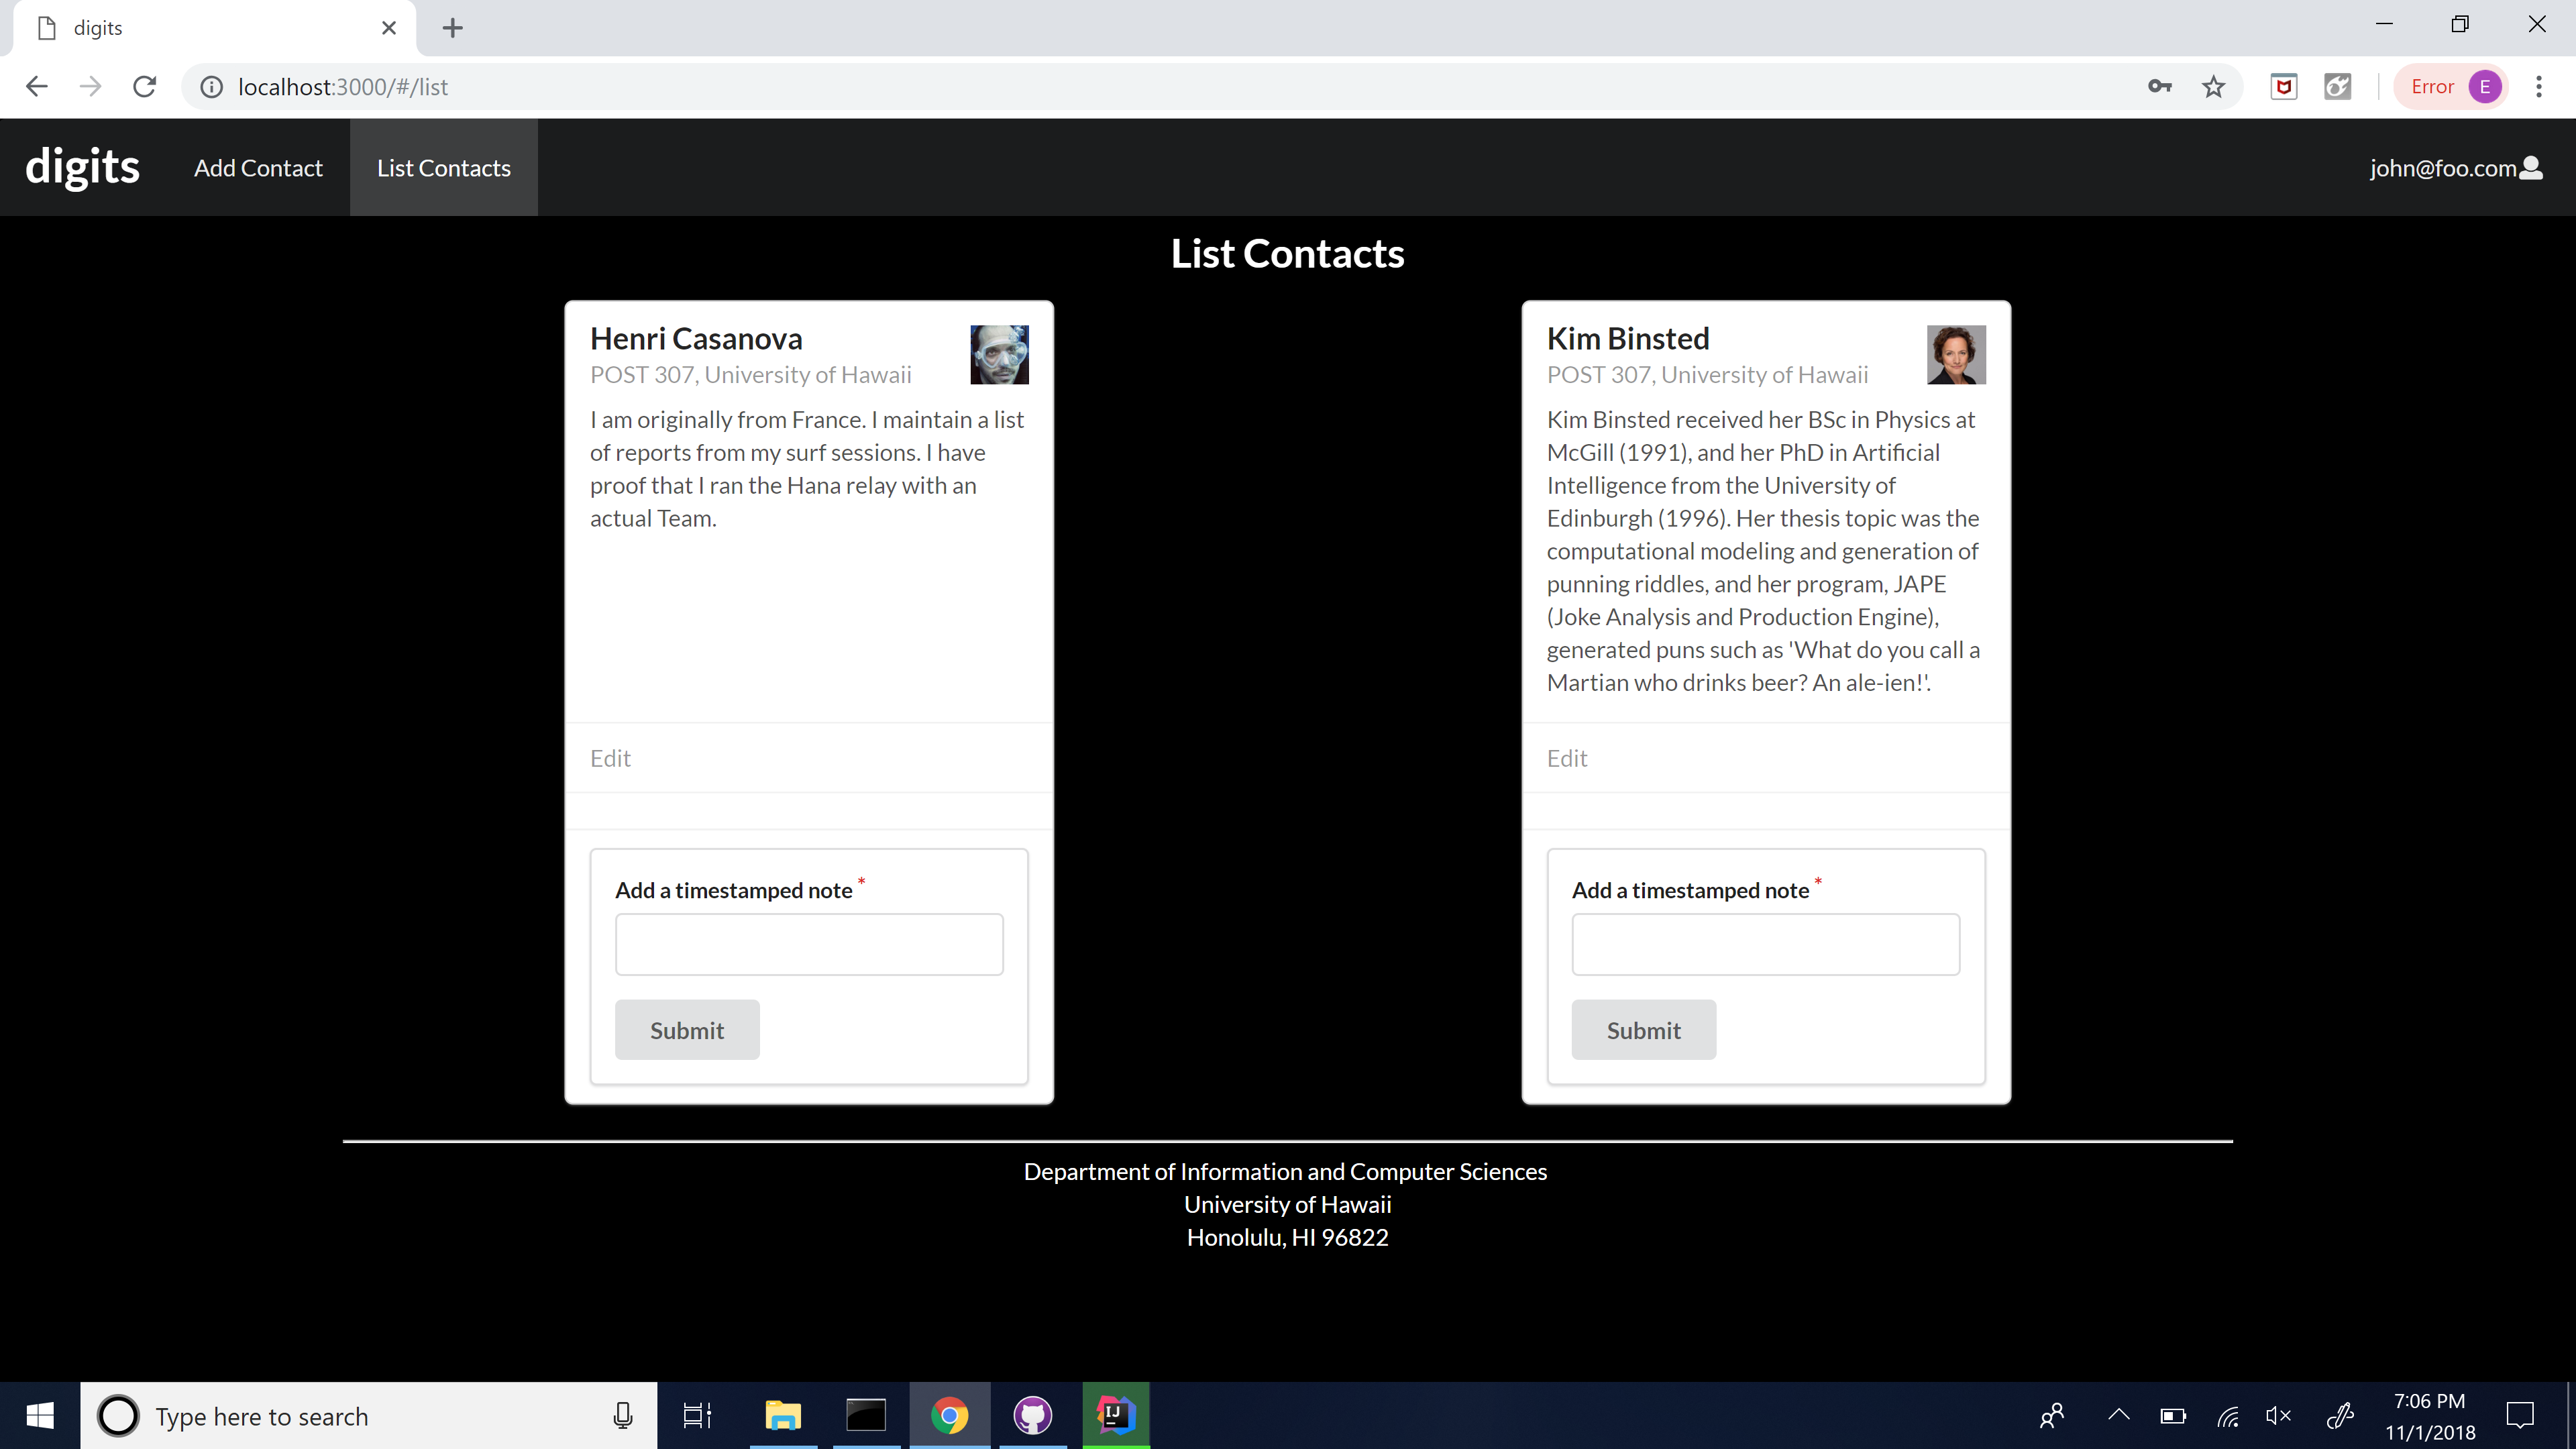 digits
localhost:3000/#/list
Error E
digits Add Contact List Contacts john@foo.com
List Contacts
Henri Casanova
POST 307, University of Hawaii
I am originally from France. I maintain a list
of reports from my surf sessions. I have
proof that I ran the Hana relay with an
actual Team.
Edit
Add a timestamped note *
Submit
Kim Binsted
POST 307, University of Hawaii
Kim Binsted received her BSc in Physics at
McGill (1991), and her PhD in Artificial
Intelligence from the University of
Edinburgh (1996). Her thesis topic was the
computational modeling and generation of
punning riddles, and her program, JAPE
(Joke Analysis and Production Engine),
generated puns such as 'What do you call a
Martian who drinks beer? An ale-ien!'.
Edit
Add a timestamped note *
Submit
Department of Information and Computer Sciences
University of Hawaii
Honolulu, HI 96822
Type here to search
IJ
7:06 PM
11/1/2018